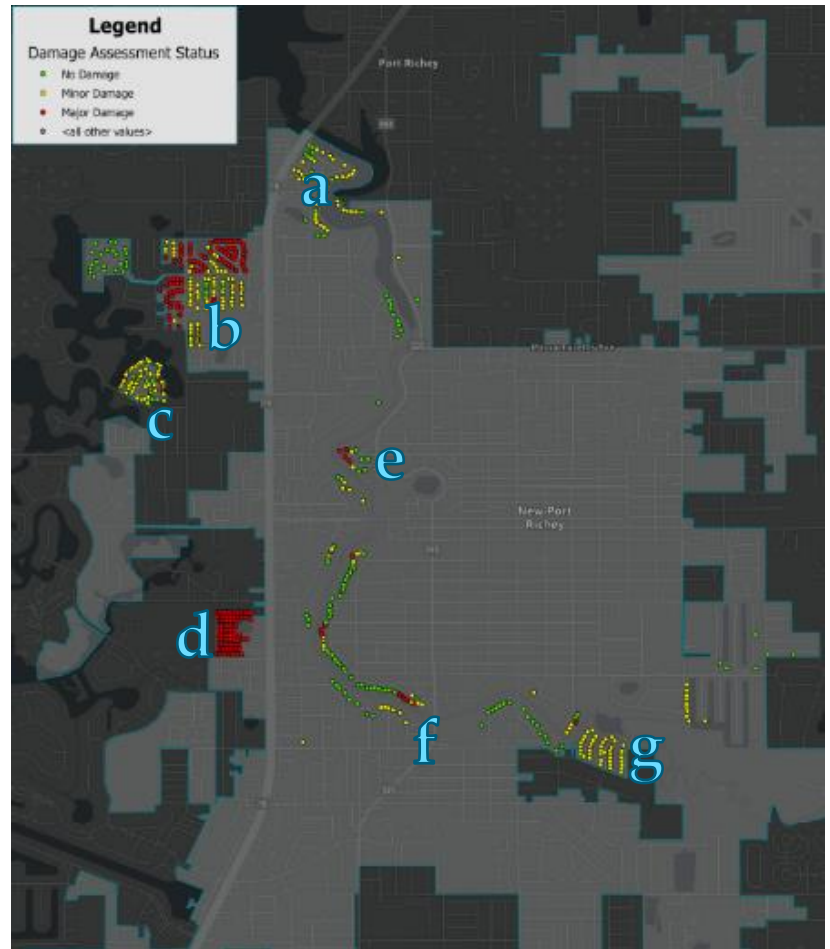 Legend
Damage Assessment Status
No Damage
Minor Damage
Major Damage
<all other values>
Port Richey
a
b
c
e
New Port
Richey
d
f
g